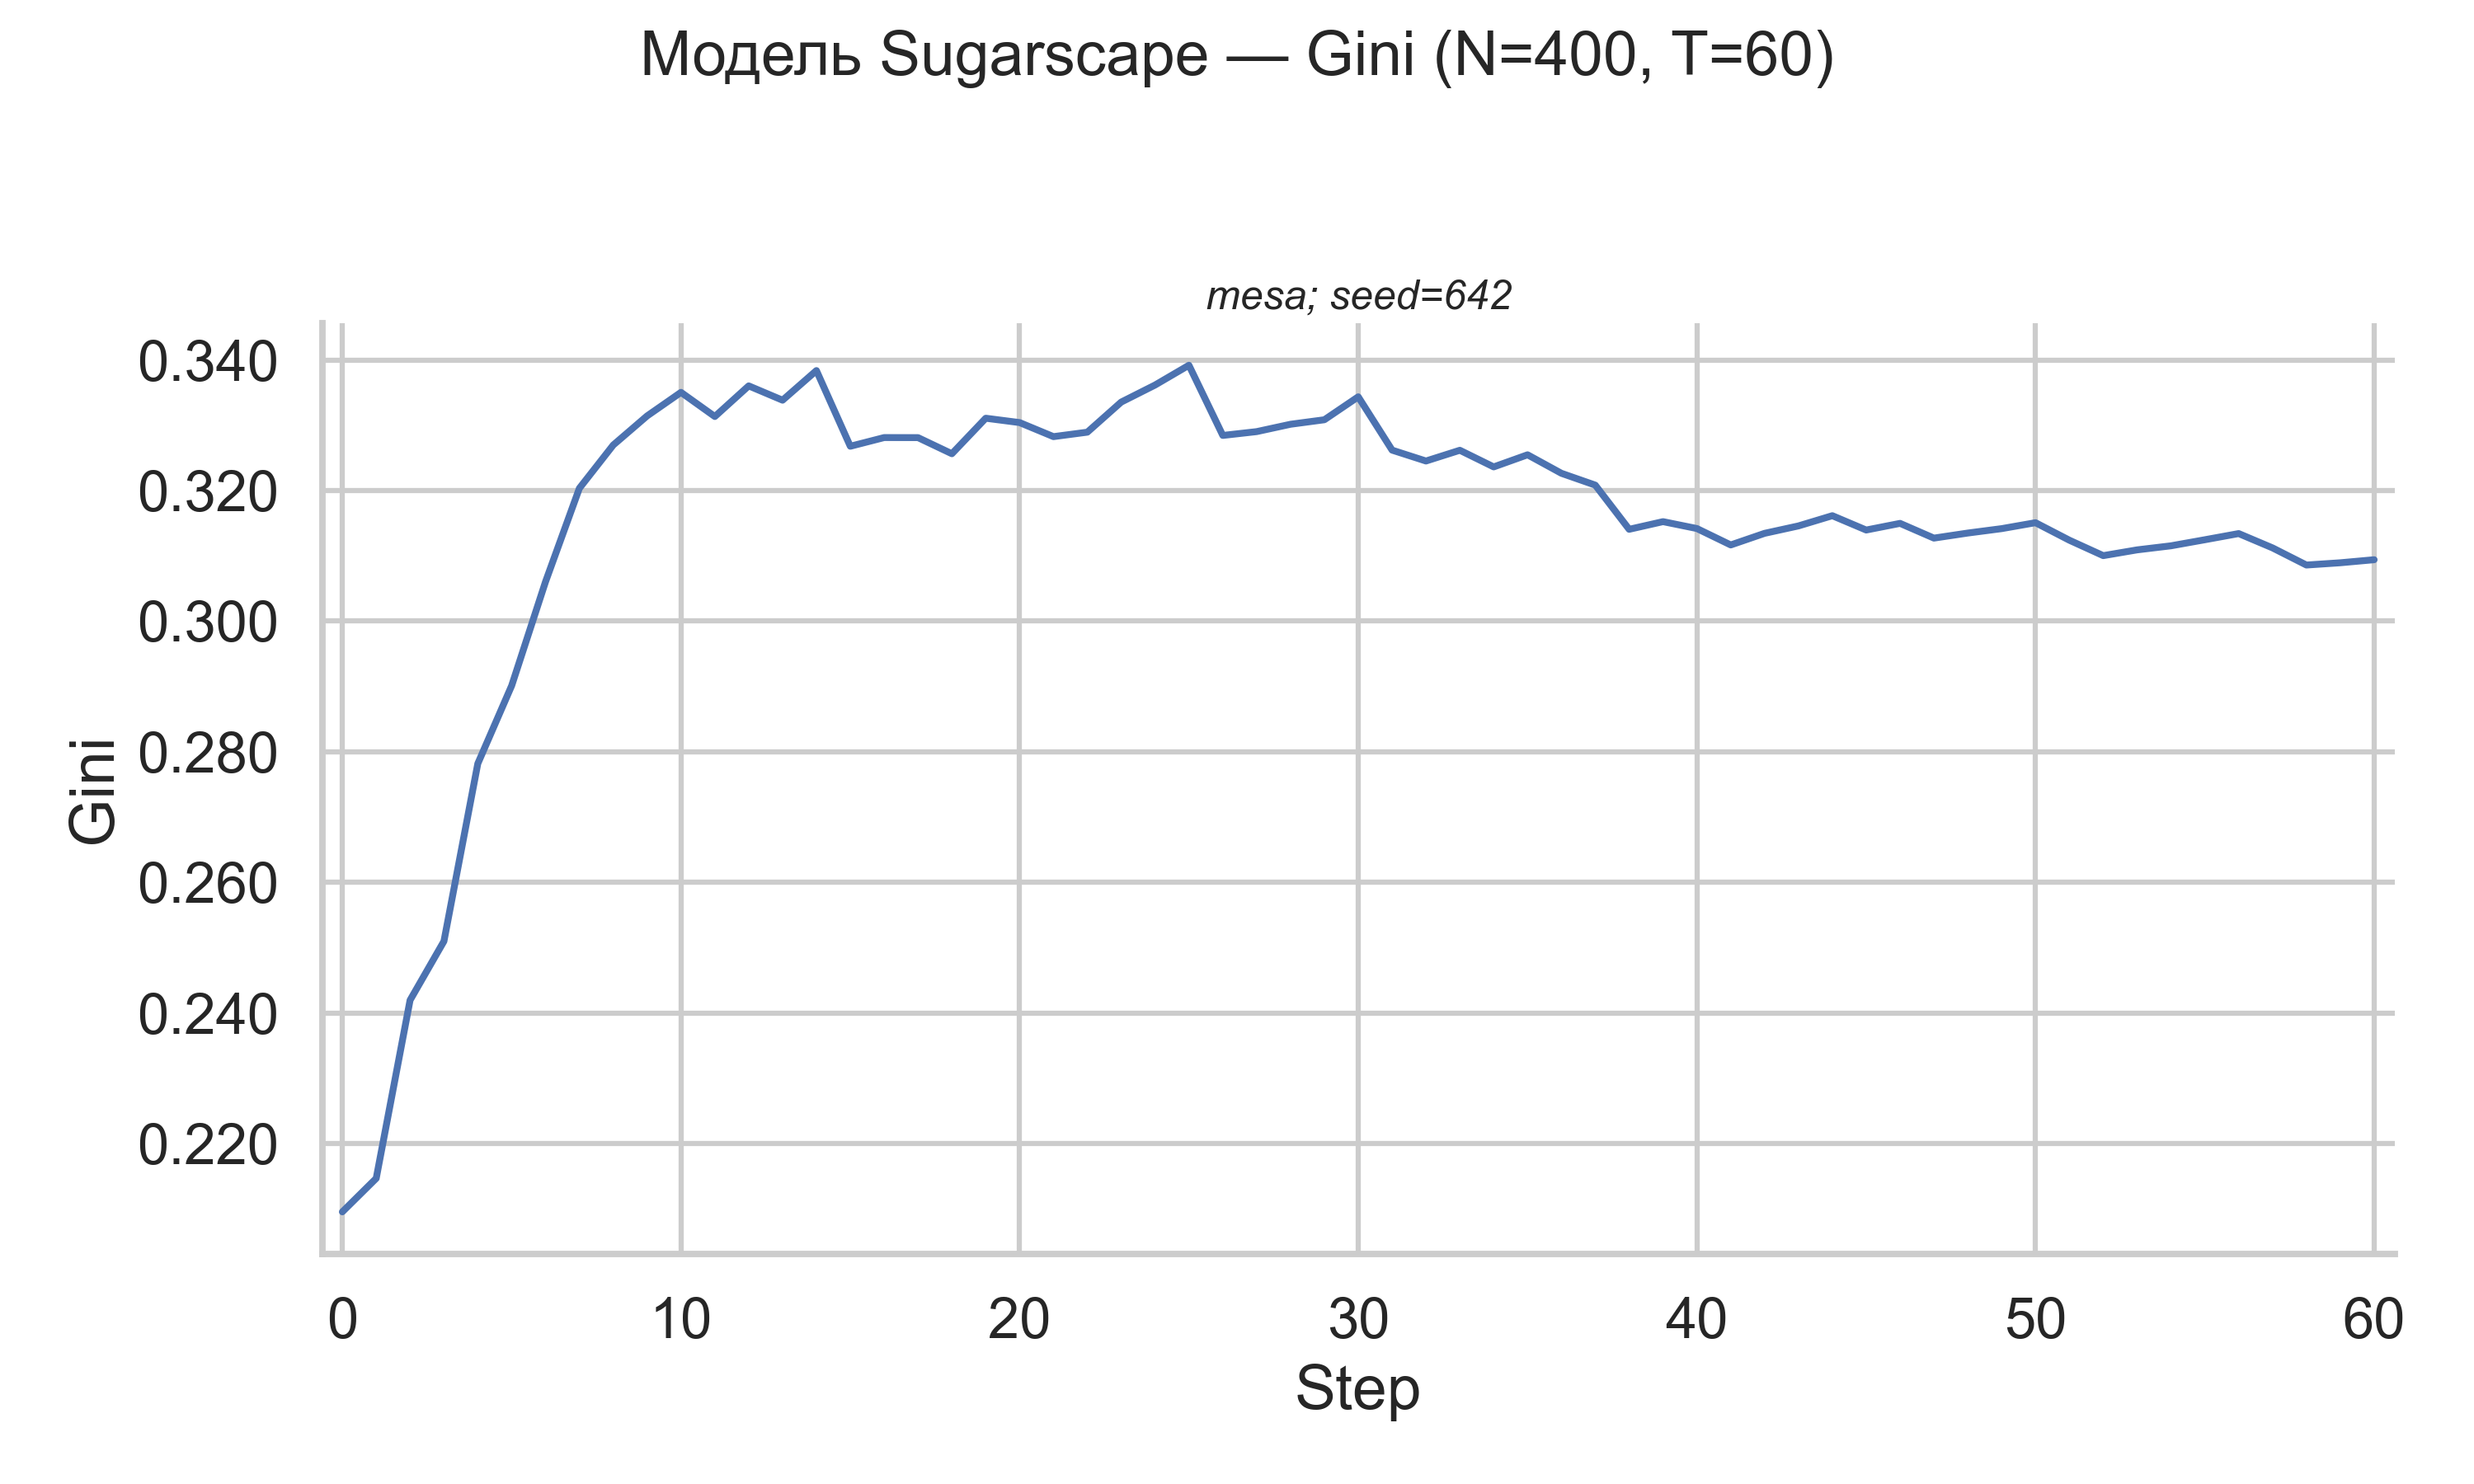 Модель Sugarscape — Gini (N=400, T=60)
mesa; seed=642
0.340
0.320
0.300
0.280
0.260
0.240
0.220
Gini
0 10 20 30 40 50 60
Step